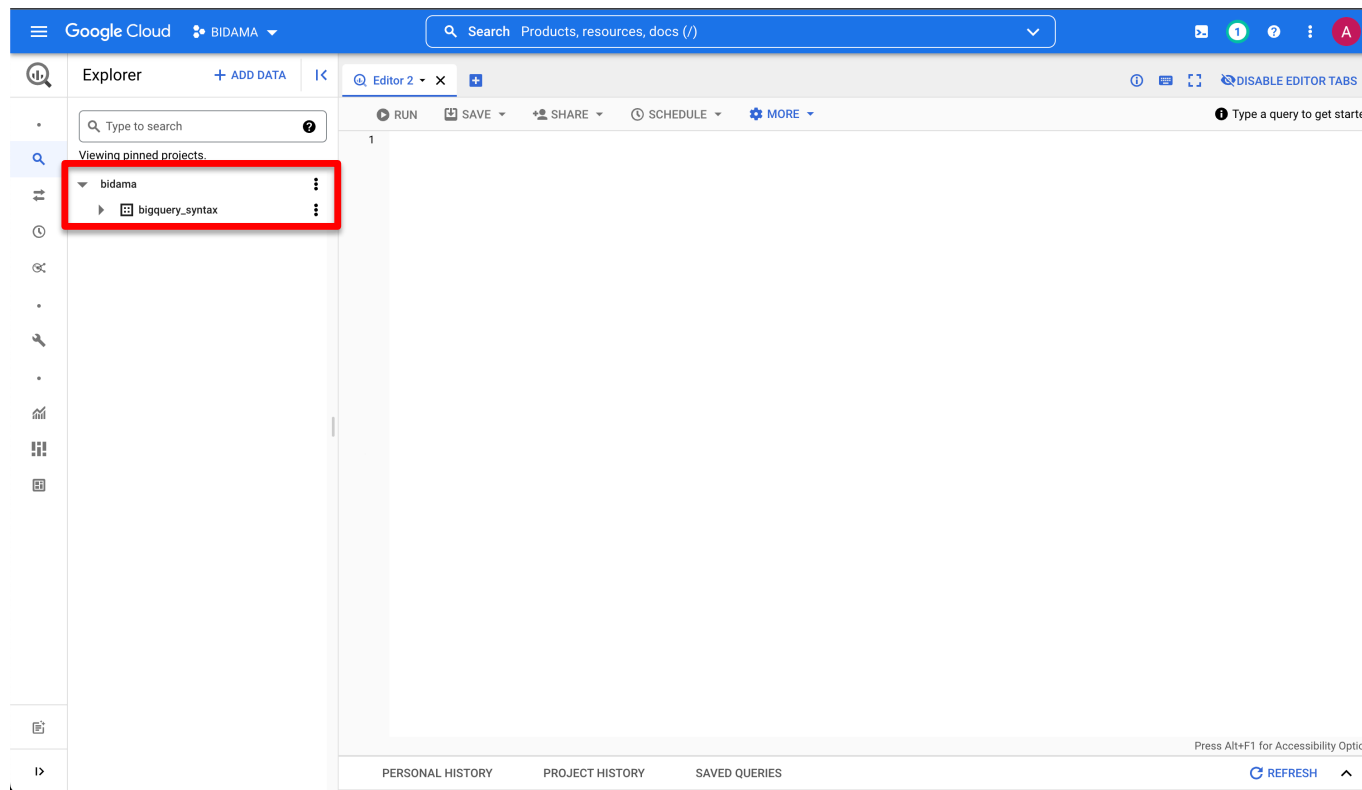 Google Cloud BIDAMA Search Products, resources, docs (/) 1 A
Explorer + ADD DATA Editor 2 DISABLE EDITOR TABS
RUN SAVE SHARE SCHEDULE MORE Type a query to get starte
Type to search
1
Viewing pinned projects.
bidama
bigquery_syntax
Press Alt+F1 for Accessibility Optic
PERSONAL HISTORY PROJECT HISTORY SAVED QUERIES REFRESH